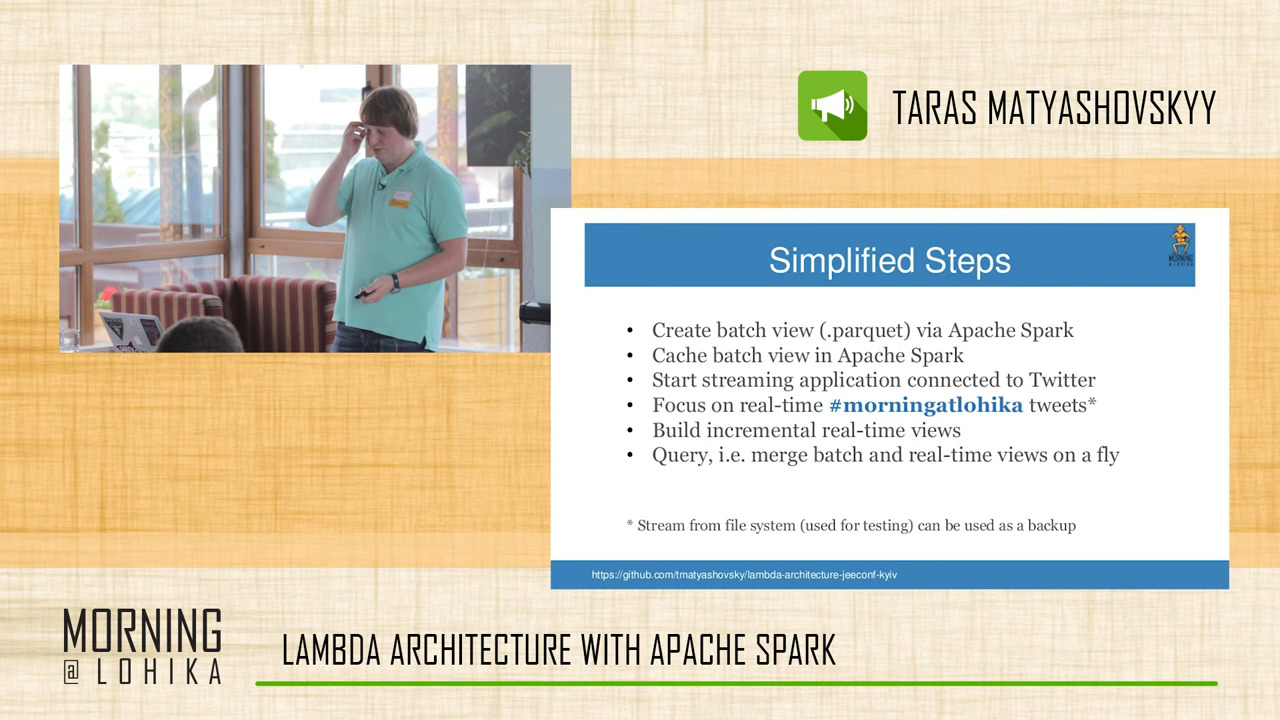 TARAS MATYASHOVSKYY
Simplified Steps
MORNING
@ LOHIKA
• Create batch view (.parquet) via Apache Spark
• Cache batch view in Apache Spark
• Start streaming application connected to Twitter
• Focus on real-time #morningatlohika tweets*
• Build incremental real-time views
• Query, i.e. merge batch and real-time views on a fly
* Stream from file system (used for testing) can be used as a backup
https://github.com/tmatyashovsky/lambda-architecture-jeeconf-kyiv
MORNING
@ LOHIKA
LAMBDA ARCHITECTURE WITH APACHE SPARK